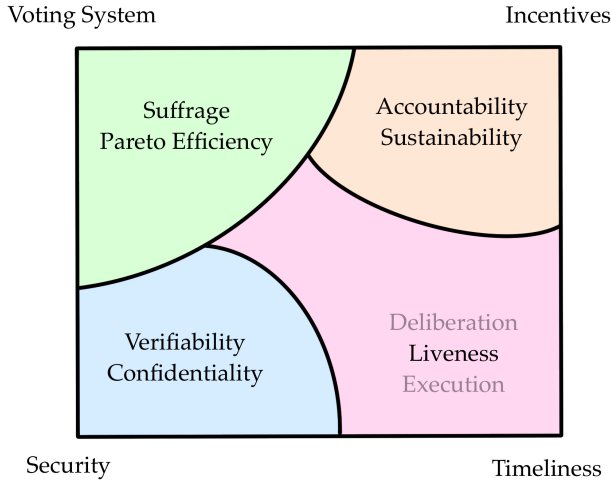 Voting System
Incentives
Suffrage
Pareto Efficiency
Accountability
Sustainability
Verifiability
Confidentiality
Deliberation
Liveness
Execution
Security
Timeliness